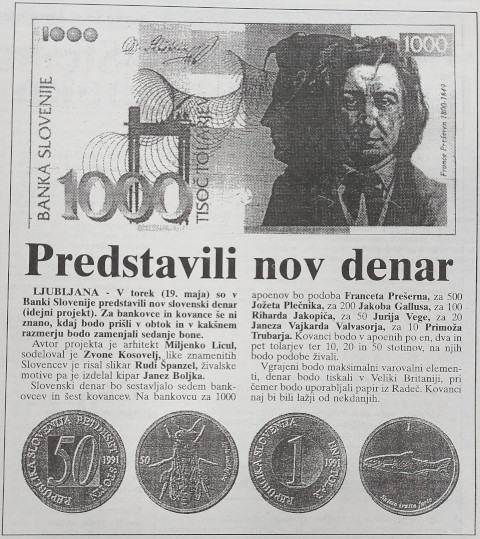 1000
1000
BANKA SLOVENIJE
1000
TISOČ TOLARJEV
France Prešeren 1800-1849
Predstavili nov denar
LJUBLJANA - V torek (19. maja) so v
Banki Slovenije predstavili nov slovenski denar
(idejni projekt). Za bankovce in kovance še ni
znano, kdaj bodo prišli v obtok in v kakšnem
razmerju bodo zamenjali sedanje bone.
Avtor projekta je arhitekt Miljenko Licul,
sodeloval je Zvone Kosovelj, like znamenitih
Slovencev je risal slikar Rudi Španzel, živalske
motive pa je izdelal kipar Janez Boljka.
Slovenski denar bo sestavljalo sedem bank-
ovcev in šest kovancev. Na bankovcu za 1000
apoenov bo podoba Franceta Prešerna, za 500
Jožeta Plečnika, za 200 Jakoba Gallusa, za 100
Riharda Jakopiča, za 50 Jurija Vege, za 20
Janeza Vajkarda Valvasorja, za 10 Primoža
Trubarja. Kovanci bodo v apoenih po en, dva in
pet tolarjev ter 10, 20 in 50 stotinov, na njih
bodo podobe živali.
Vgrajeni bodo maksimalni varovalni elemen-
ti, denar bodo tiskali v Veliki Britaniji, pri
čemer bodo uporabljali papir iz Radeč. Kovanci
naj bi bili lažji od nekdanjih.
REPUBLIKA SLOVENIJA PETDESET STOTINOV
50
1991
50
REPUBLIKA SLOVENIJA
1
1991
EN TOLAR
1
Salmo trutta fario